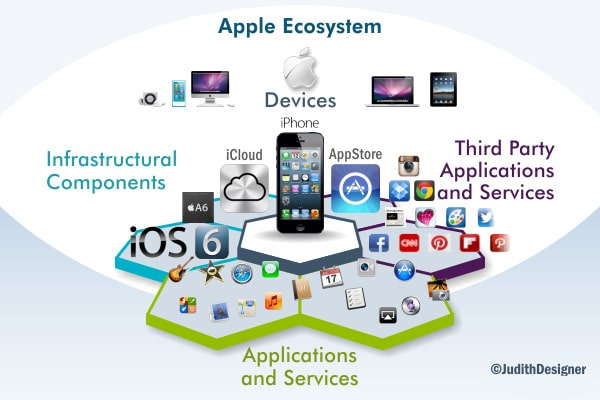 Apple Ecosystem
Devices
iPhone
Infrastructural
Components
iCloud
AppStore
Third Party
Applications
and Services
A6
iOS 6
CNN
17
Applications
and Services
©JudithDesigner